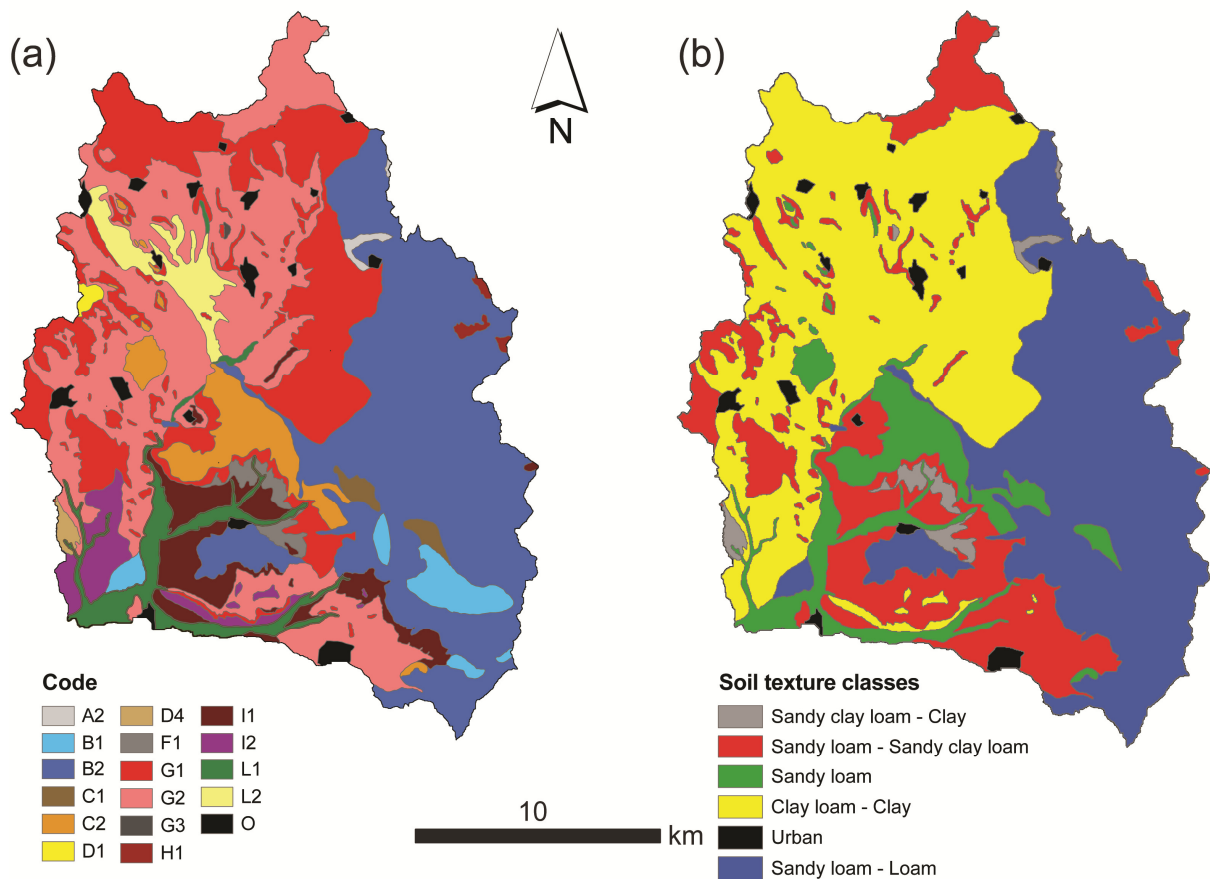 (a)
(b)
N
Code
A2
B1
B2
C1
C2
D1
D4
F1
G1
G2
G3
H1
I1
I2
L1
L2
O
10
km
Soil texture classes
Sandy clay loam - Clay
Sandy loam - Sandy clay loam
Sandy loam
Clay loam - Clay
Urban
Sandy loam - Loam